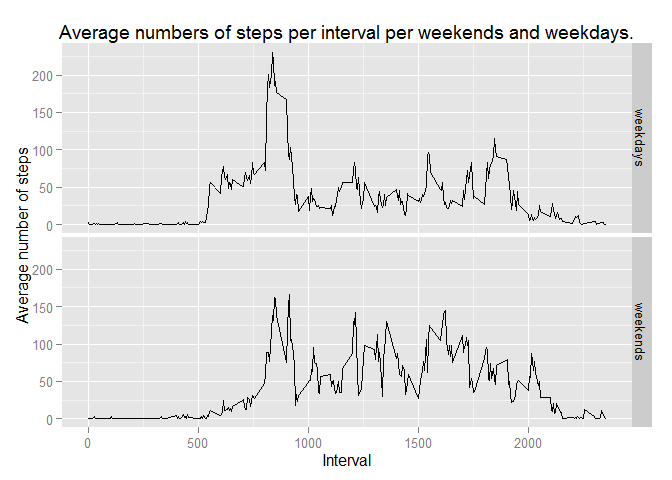 Average numbers of steps per interval per weekends and weekdays.
Average number of steps
200
150
100
50
0
weekdays
200
150
100
50
0
weekends
0 500 1000 1500 2000
Interval